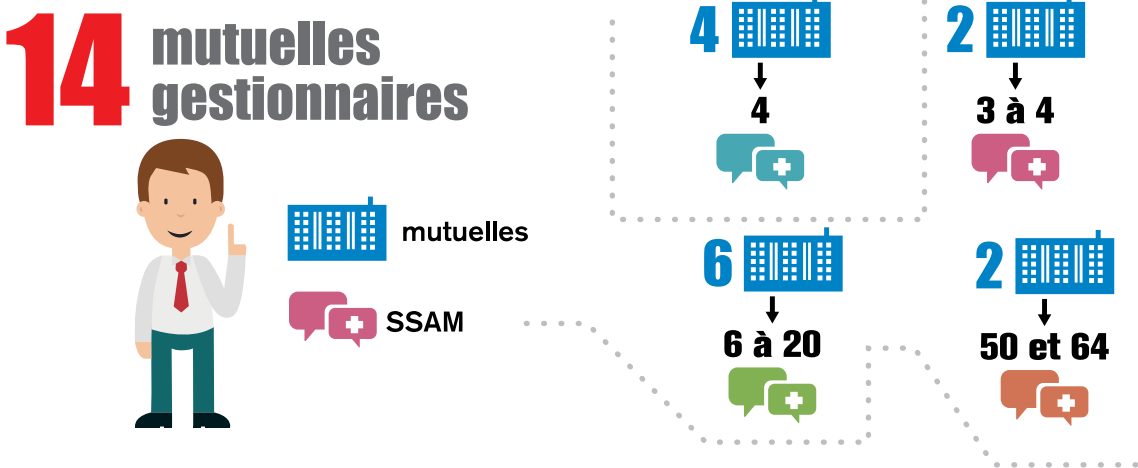 14 mutuelles
gestionnaires
mutuelles
SSAM
4
4
2
3 à 4
6
6 à 20
2
50 et 64